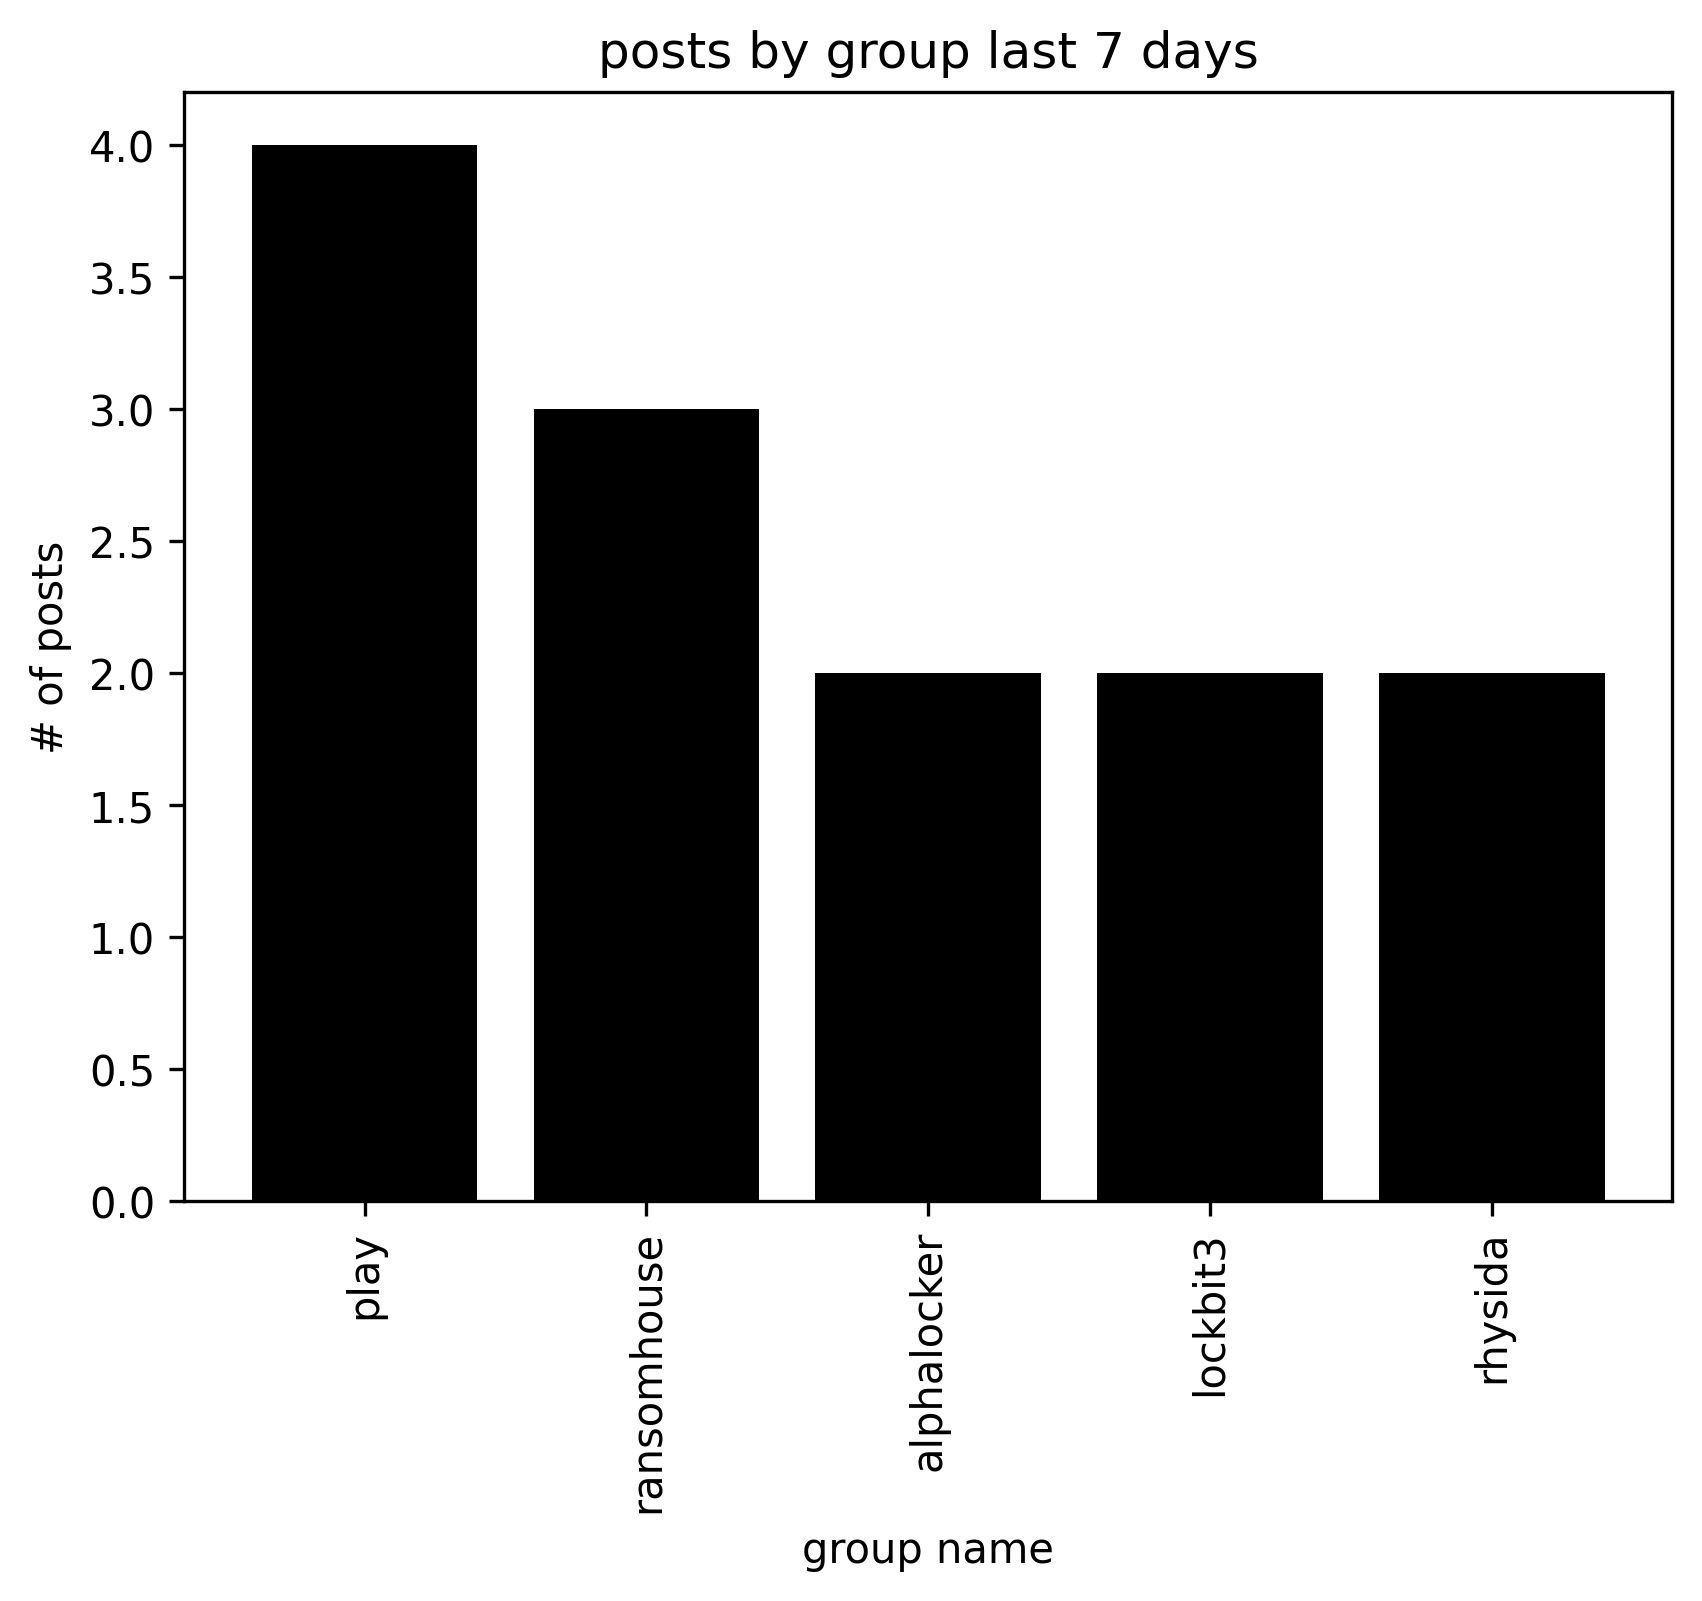 posts by group last 7 days
4.0
3.5
3.0
2.5
2.0
1.5
1.0
0.5
0.0
# of posts
play
ransomhouse
alphalocker
lockbit3
rhysida
group name